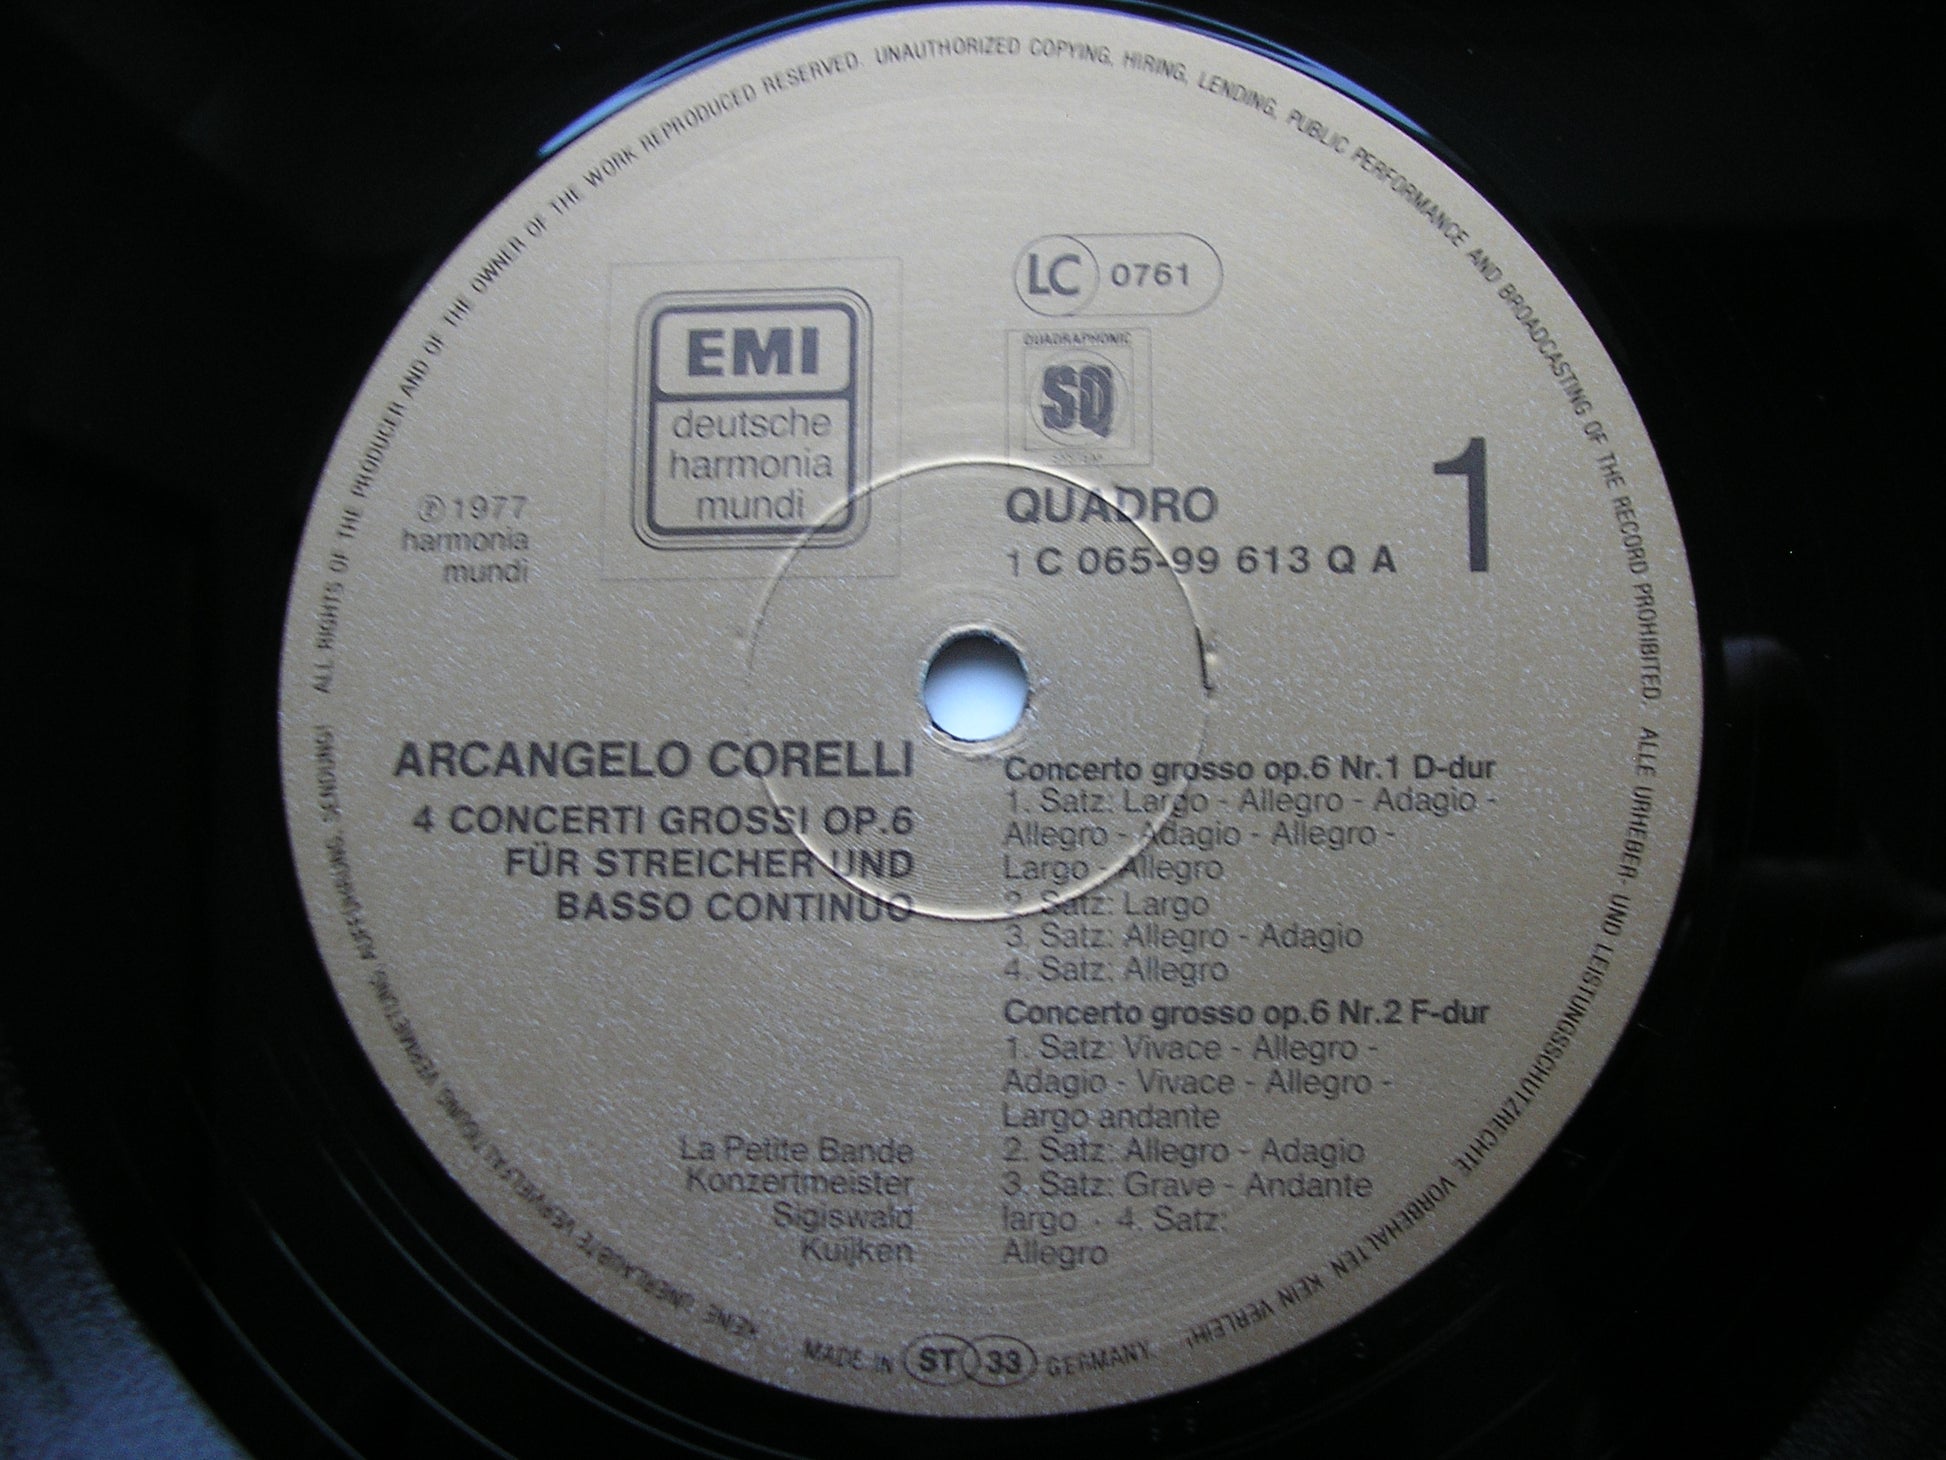 ALL RIGHTS OF THE PRODUCER AND OF THE OWNER OF THE WORK REPRODUCED RESERVED. UNAUTHORIZED COPYING, HIRING, LENDING, PUBLIC PERFORMANCE AND BROADCASTING OF THE RECORD PROHIBITED.
ALLE URHEBER- UND LEISTUNGSSCHUTZRECHTE VORBEHALTEN. KEIN VERLEIH! KEINE UNERLAUBTE VERVIELFÄLTIGUNG, VERMIETUNG, AUFFÜHRUNG, SENDUNG!
LC 0761
EMI
deutsche
harmonia
mundi
QUADRAPHONIC
SQ
SYSTEM
1
QUADRO
1 C 065-99 613 Q A
℗ 1977
harmonia
mundi
ARCANGELO CORELLI
4 CONCERTI GROSSI OP.6
FÜR STREICHER UND
BASSO CONTINUO
La Petite Bande
Konzertmeister
Sigiswald
Kuijken
Concerto grosso op.6 Nr.1 D-dur
1. Satz: Largo - Allegro - Adagio -
Allegro - Adagio - Allegro -
Largo - Allegro
2. Satz: Largo
3. Satz: Allegro - Adagio
4. Satz: Allegro
Concerto grosso op.6 Nr.2 F-dur
1. Satz: Vivace - Allegro -
Adagio - Vivace - Allegro -
Largo andante
2. Satz: Allegro - Adagio
3. Satz: Grave - Andante
largo · 4. Satz:
Allegro
MADE IN ST 33 GERMANY